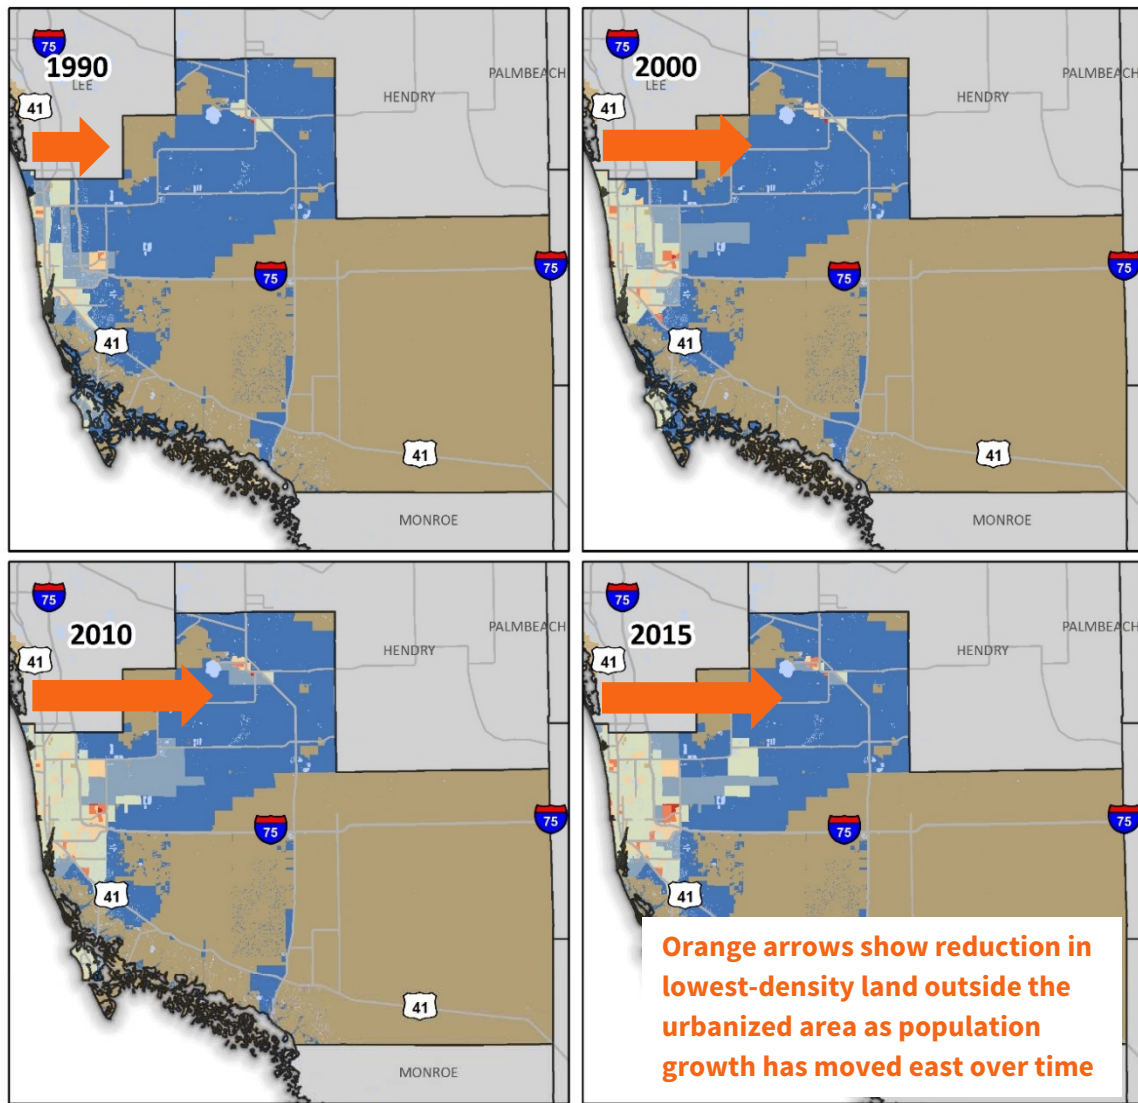 75
1990
LEE
41
PALMBEACH
HENDRY
75
75
41
41
MONROE
75
2000
LEE
41
PALMBEACH
HENDRY
75
75
41
41
MONROE
75
2010
41
PALMBEACH
HENDRY
75
75
41
41
MONROE
75
2015
41
PALMBEACH
HENDRY
75
75
41
Orange arrows show reduction in
lowest-density land outside the
urbanized area as population
growth has moved east over time